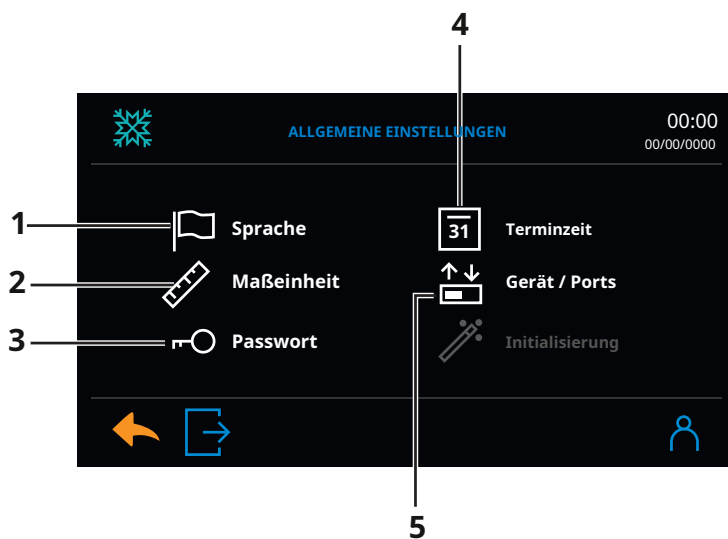 4
ALLGEMEINE EINSTELLUNGEN
00:00
00/00/0000
1
Sprache
31
Terminzeit
2
Maßeinheit
Gerät / Ports
3
Passwort
Initialisierung
5